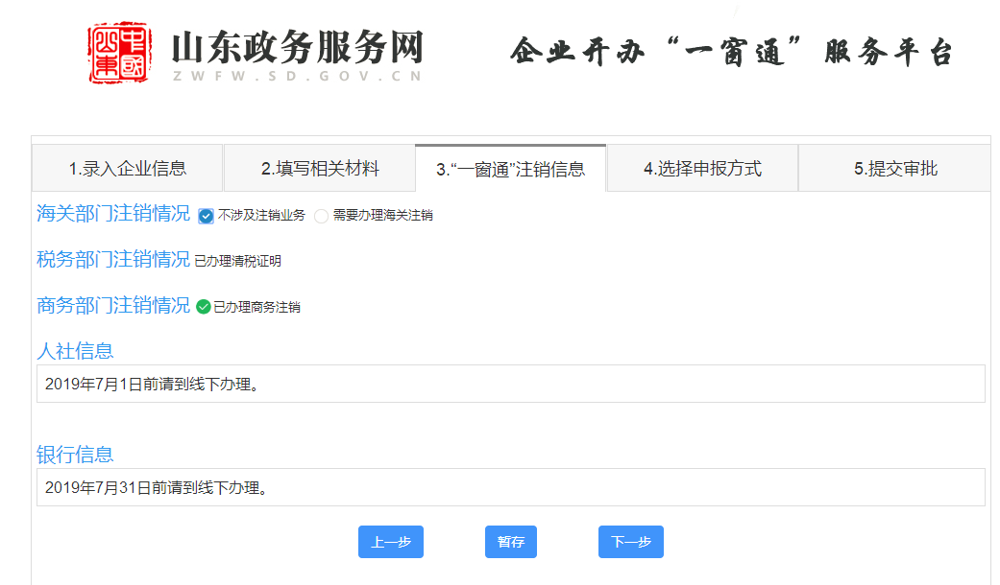 中國山東
山东政务服务网
ZWFW.SD.GOV.CN
企业开办“一窗通”服务平台
1.录入企业信息
2.填写相关材料
3.“一窗通”注销信息
4.选择申报方式
5.提交审批
海关部门注销情况 不涉及注销业务 需要办理海关注销
税务部门注销情况 已办理清税证明
商务部门注销情况 已办理商务注销
人社信息
2019年7月1日前请到线下办理。
银行信息
2019年7月31日前请到线下办理。
上一步 暂存 下一步